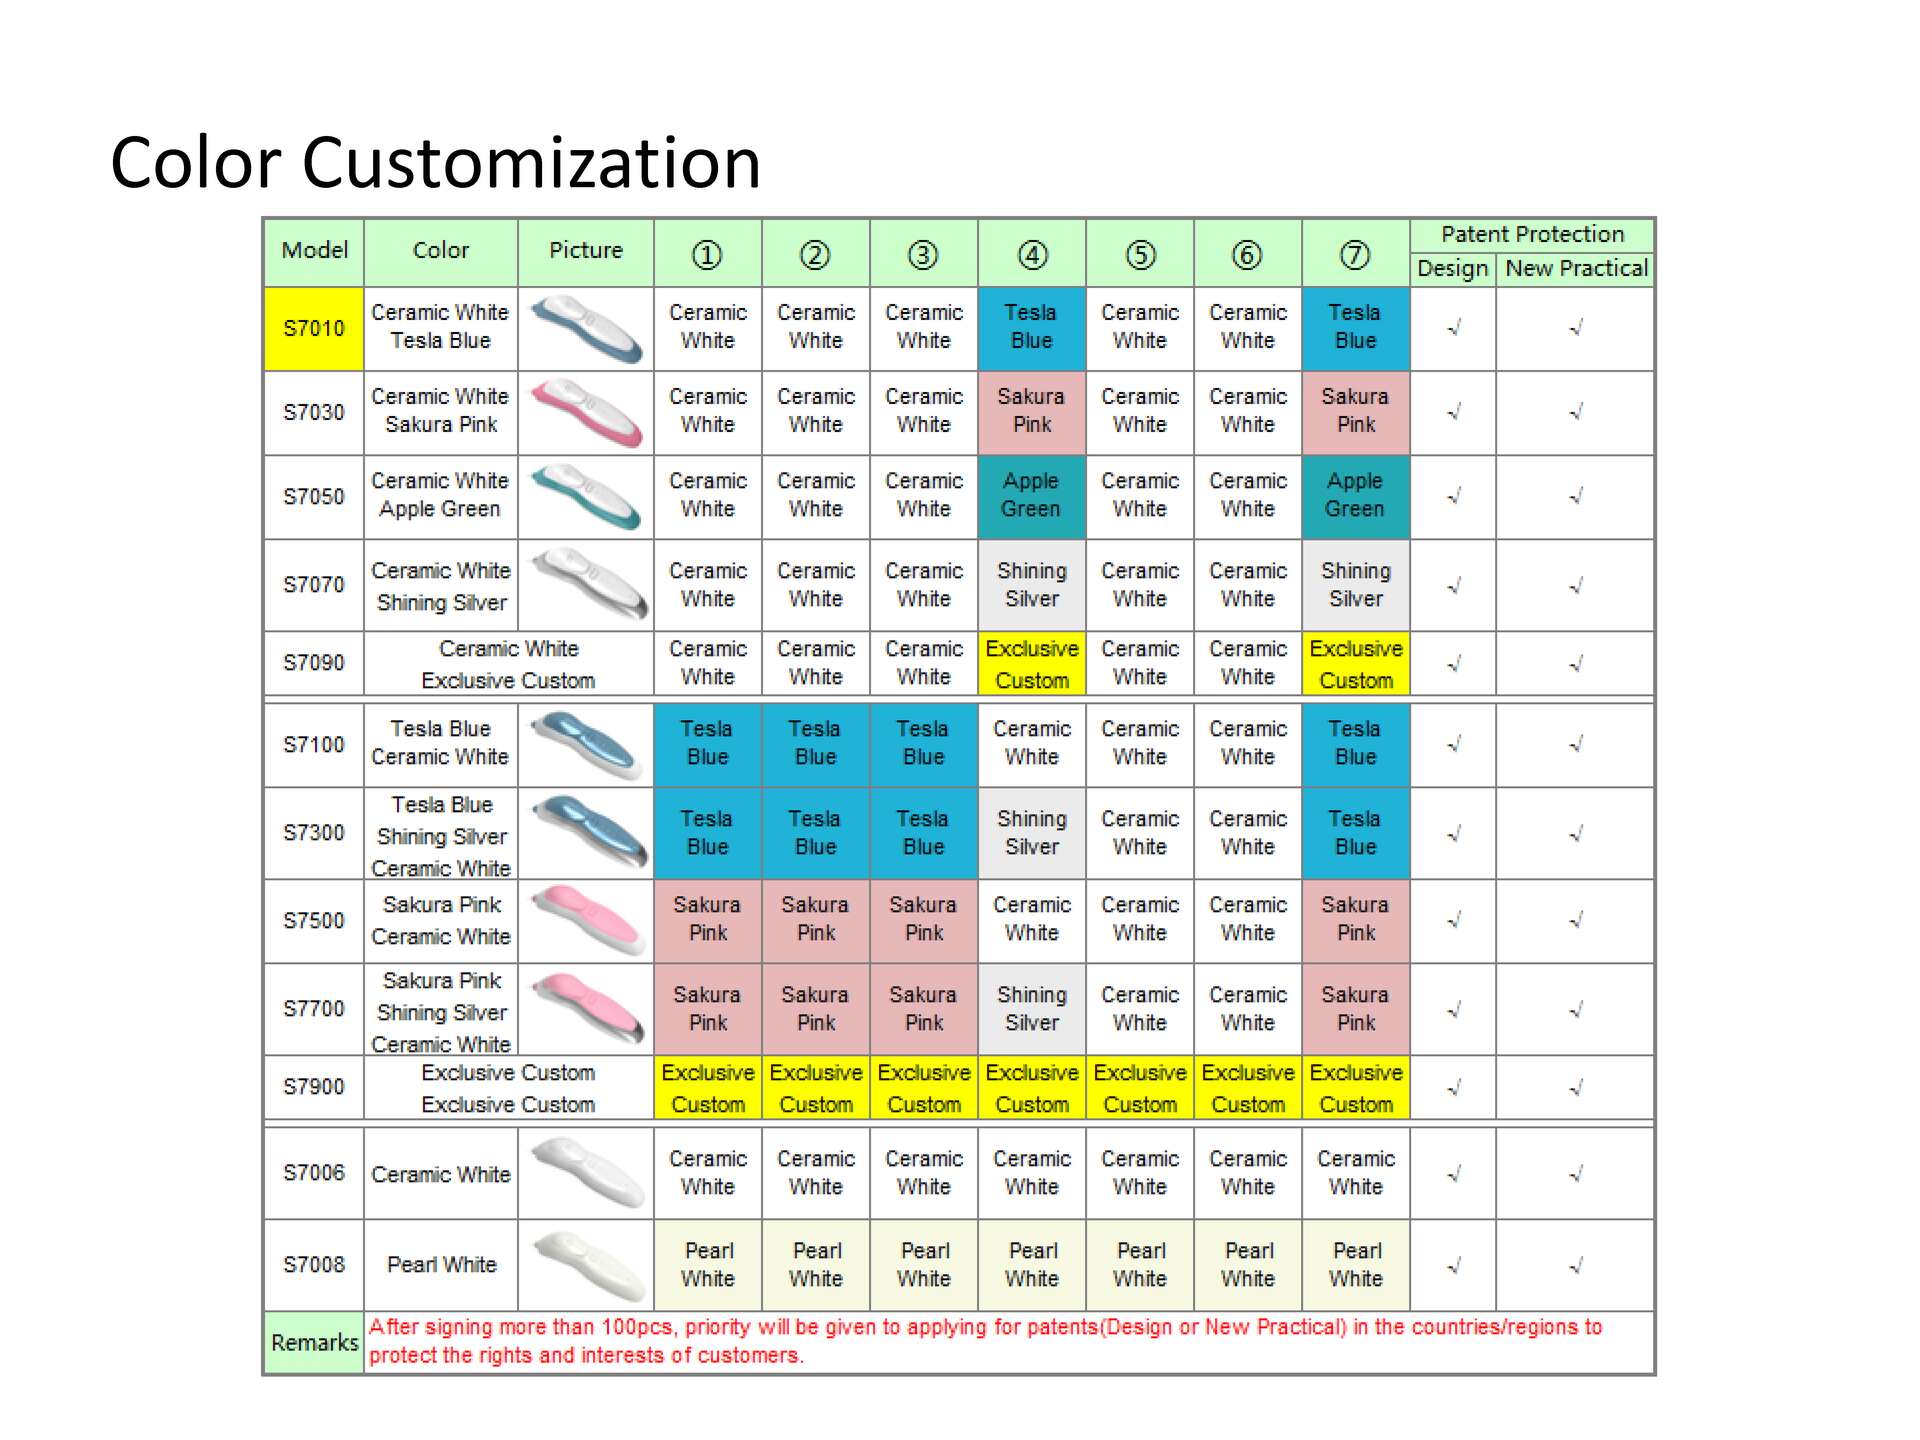 Color Customization
Model Color Picture ① ② ③ ④ ⑤ ⑥ ⑦ Patent Protection
Design New Practical
S7010 Ceramic White Tesla Blue Ceramic White Ceramic White Ceramic White Tesla Blue Ceramic White Ceramic White Tesla Blue √ √
S7030 Ceramic White Sakura Pink Ceramic White Ceramic White Ceramic White Sakura Pink Ceramic White Ceramic White Sakura Pink √ √
S7050 Ceramic White Apple Green Ceramic White Ceramic White Ceramic White Apple Green Ceramic White Ceramic White Apple Green √ √
S7070 Ceramic White Shining Silver Ceramic White Ceramic White Ceramic White Shining Silver Ceramic White Ceramic White Shining Silver √ √
S7090 Ceramic White Exclusive Custom Ceramic White Ceramic White Ceramic White Exclusive Custom Ceramic White Ceramic White Exclusive Custom √ √
S7100 Tesla Blue Ceramic White Tesla Blue Tesla Blue Tesla Blue Ceramic White Ceramic White Ceramic White Tesla Blue √ √
S7300 Tesla Blue Shining Silver Ceramic White Tesla Blue Tesla Blue Tesla Blue Shining Silver Ceramic White Ceramic White Tesla Blue √ √
S7500 Sakura Pink Ceramic White Sakura Pink Sakura Pink Sakura Pink Ceramic White Ceramic White Ceramic White Sakura Pink √ √
S7700 Sakura Pink Shining Silver Ceramic White Sakura Pink Sakura Pink Sakura Pink Shining Silver Ceramic White Ceramic White Sakura Pink √ √
S7900 Exclusive Custom Exclusive Custom Exclusive Custom Exclusive Custom Exclusive Custom Exclusive Custom Exclusive Custom Exclusive Custom Exclusive Custom √ √
S7006 Ceramic White Ceramic White Ceramic White Ceramic White Ceramic White Ceramic White Ceramic White Ceramic White √ √
S7008 Pearl White Pearl White Pearl White Pearl White Pearl White Pearl White Pearl White Pearl White √ √
Remarks After signing more than 100pcs, priority will be given to applying for patents(Design or New Practical) in the countries/regions to
protect the rights and interests of customers.